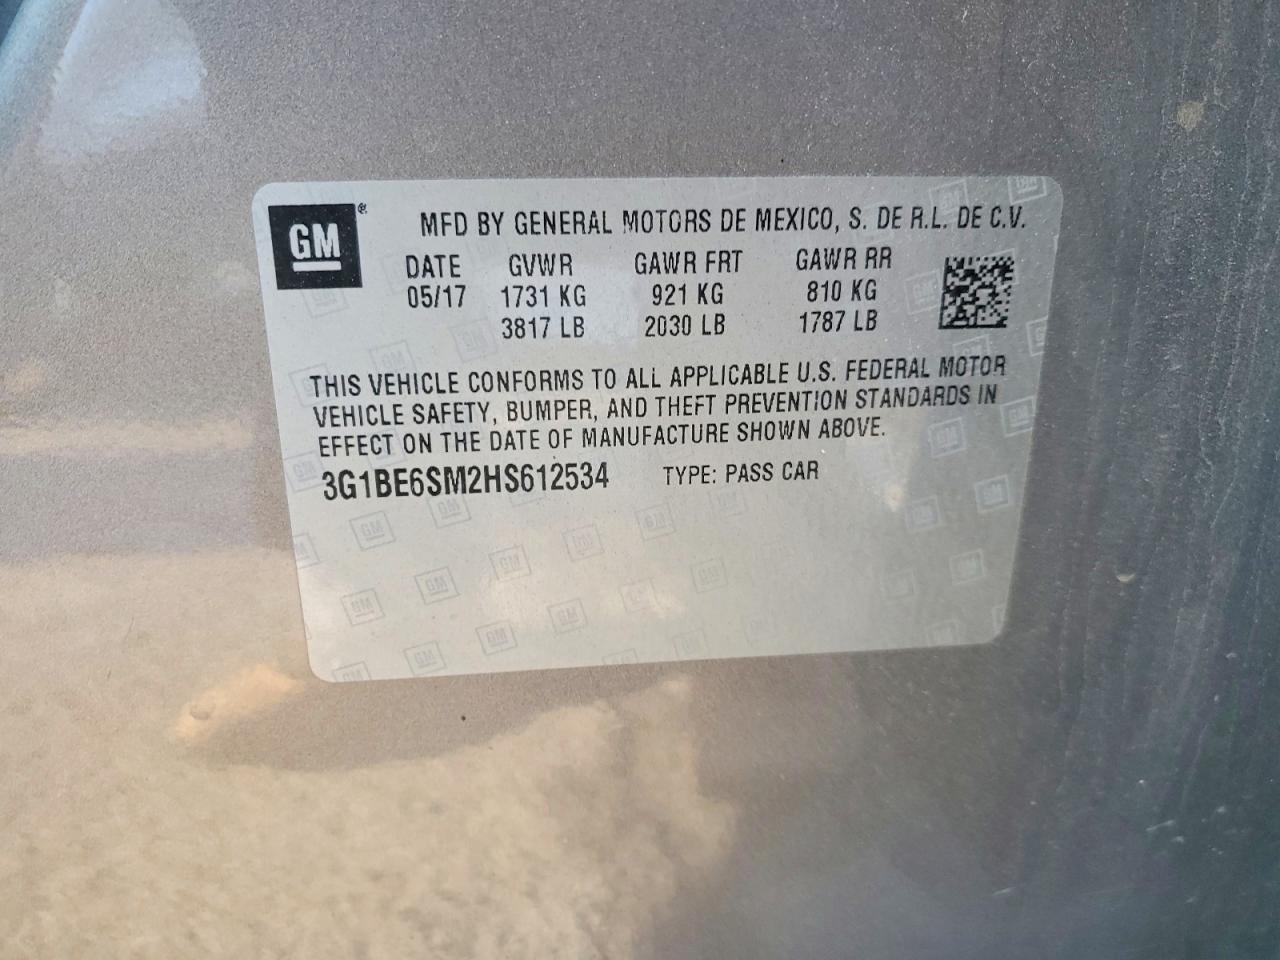 GM®
MFD BY GENERAL MOTORS DE MEXICO, S. DE R.L. DE C.V.
DATE GVWR GAWR FRT GAWR RR
05/17 1731 KG 921 KG 810 KG
3817 LB 2030 LB 1787 LB
THIS VEHICLE CONFORMS TO ALL APPLICABLE U.S. FEDERAL MOTOR
VEHICLE SAFETY, BUMPER, AND THEFT PREVENTION STANDARDS IN
EFFECT ON THE DATE OF MANUFACTURE SHOWN ABOVE.
3G1BE6SM2HS612534 TYPE: PASS CAR